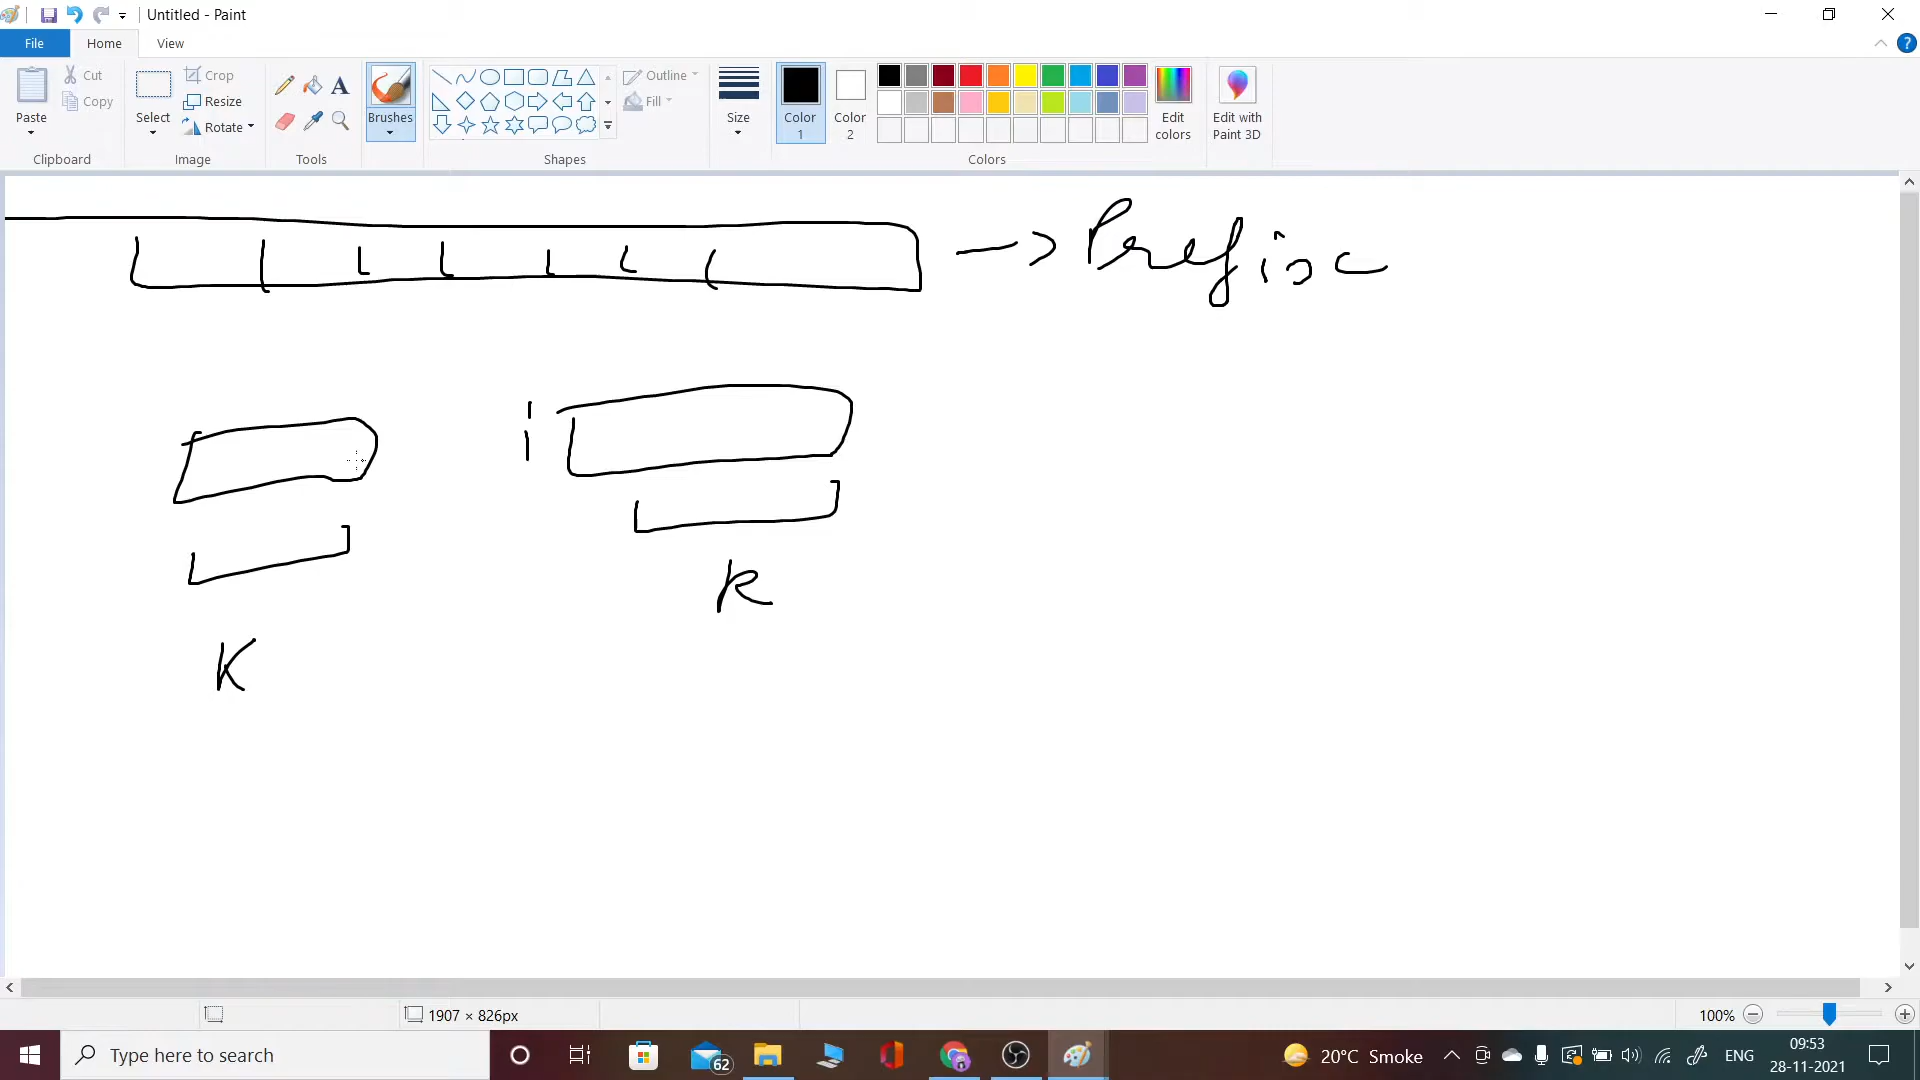 Untitled - Paint
File Home View
Cut
Copy
Paste
Clipboard
Crop
Resize
Rotate
Select
Image
Tools
Brushes
Shapes
Outline
Fill
Size
Color 1
Color 2
Colors
Edit colors
Edit with Paint 3D
-> Prefix
i
K
K
1907 × 826px
100%
Type here to search
62
20°C Smoke
ENG
09:53
28-11-2021